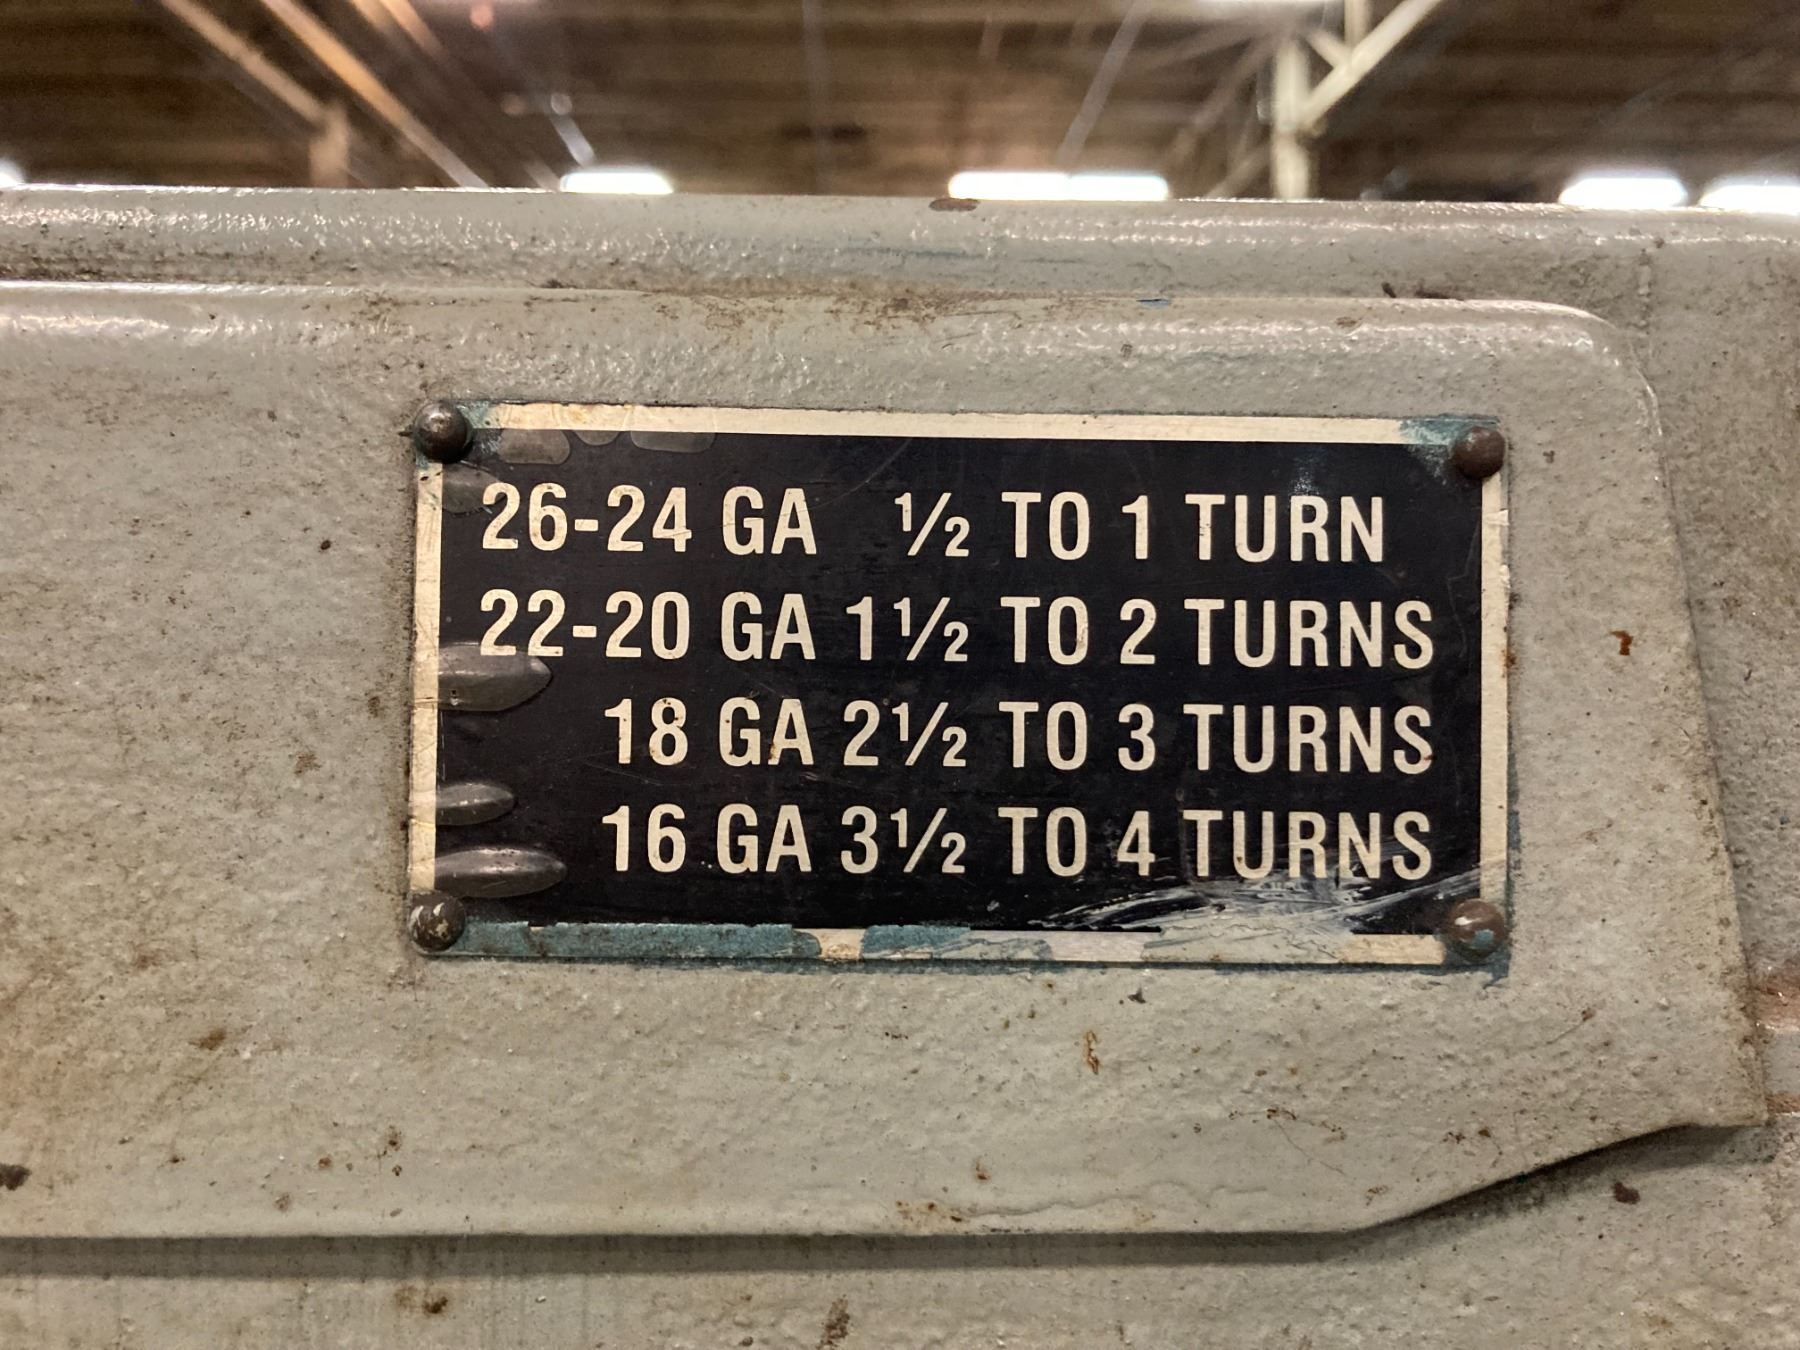 26-24 GA ½ TO 1 TURN
22-20 GA 1½ TO 2 TURNS
18 GA 2½ TO 3 TURNS
16 GA 3½ TO 4 TURNS